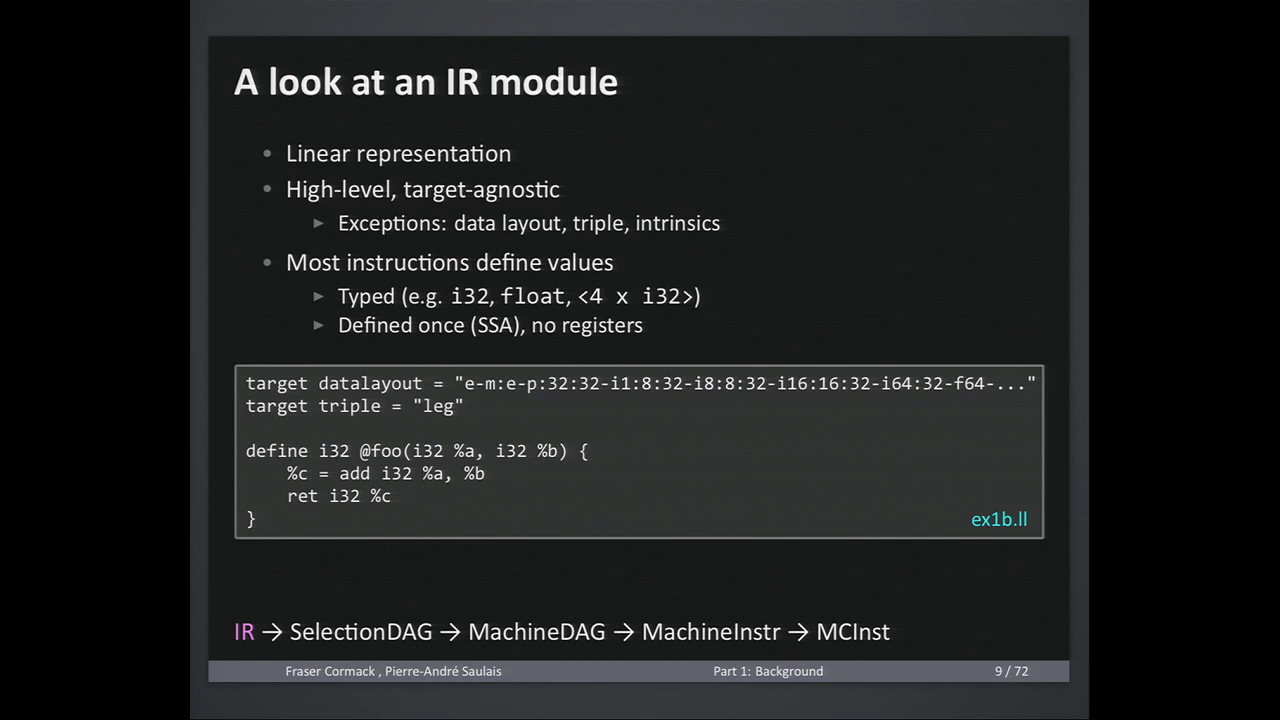 A look at an IR module
• Linear representation
• High-level, target-agnostic
▶ Exceptions: data layout, triple, intrinsics
• Most instructions define values
▶ Typed (e.g. i32, float, <4 x i32>)
▶ Defined once (SSA), no registers
target datalayout = "e-m:e-p:32:32-i1:8:32-i8:8:32-i16:16:32-i64:32-f64-..."
target triple = "leg"
define i32 @foo(i32 %a, i32 %b) {
%c = add i32 %a, %b
ret i32 %c
}
ex1b.ll
IR → SelectionDAG → MachineDAG → MachineInstr → MCInst
Fraser Cormack , Pierre-André Saulais Part 1: Background 9 / 72